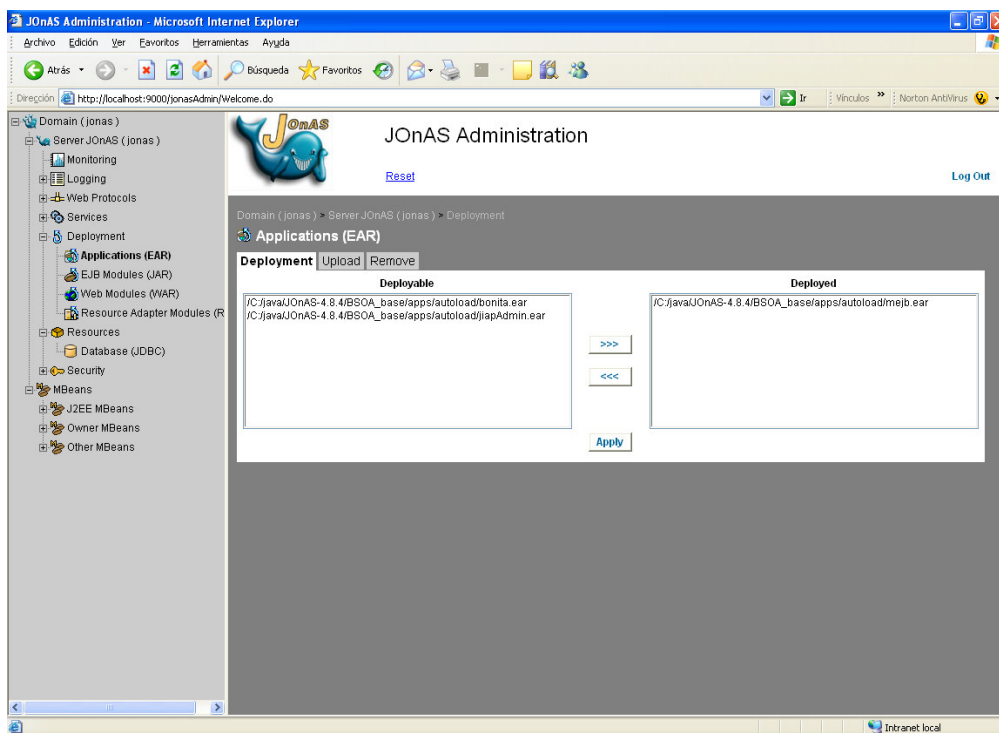 JOnAS Administration - Microsoft Internet Explorer
Archivo Edición Ver Favoritos Herramientas Ayuda
Atrás Búsqueda Favoritos
Dirección http://localhost:9000/jonasAdmin/Welcome.do Ir Vínculos » Norton AntiVirus
Domain ( jonas )
Server JOnAS ( jonas )
Monitoring
Logging
Web Protocols
Services
Deployment
Applications (EAR)
EJB Modules (JAR)
Web Modules (WAR)
Resource Adapter Modules (R
Resources
Database (JDBC)
Security
MBeans
J2EE MBeans
Owner MBeans
Other MBeans
JOnAS
JOnAS Administration
Reset Log Out
Domain ( jonas ) > Server JOnAS ( jonas ) > Deployment
Applications (EAR)
Deployment Upload Remove
Deployable Deployed
/C:/java/JOnAS-4.8.4/BSOA_base/apps/autoload/bonita.ear
/C:/java/JOnAS-4.8.4/BSOA_base/apps/autoload/jiapAdmin.ear
/C:/java/JOnAS-4.8.4/BSOA_base/apps/autoload/mejb.ear
>>>
<<<
Apply
Intranet local